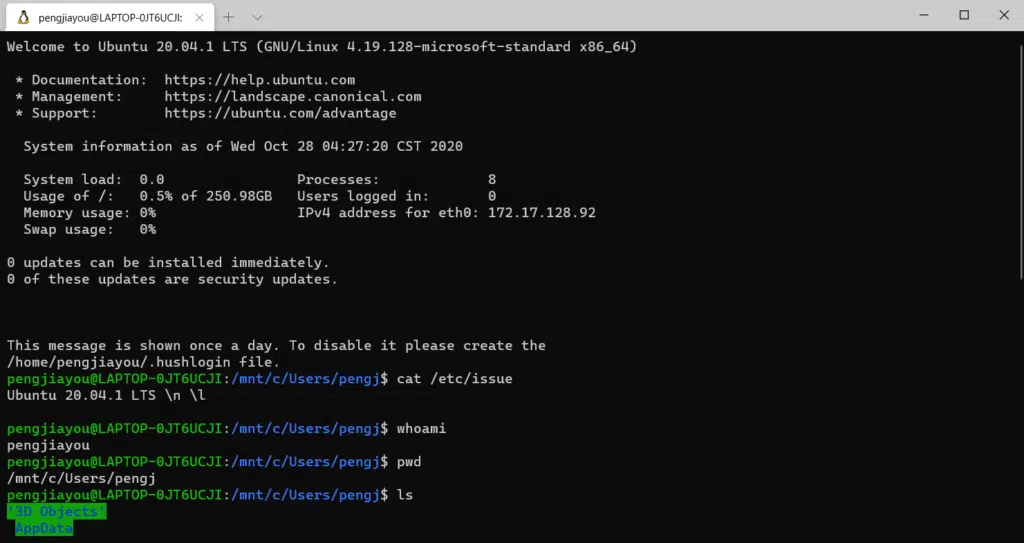 pengjiayou@LAPTOP-0JT6UCJI:
Welcome to Ubuntu 20.04.1 LTS (GNU/Linux 4.19.128-microsoft-standard x86_64)
* Documentation:  https://help.ubuntu.com
* Management:     https://landscape.canonical.com
* Support:        https://ubuntu.com/advantage
System information as of Wed Oct 28 04:27:20 CST 2020
System load:  0.0                Processes:             8
Usage of /:   0.5% of 250.98GB   Users logged in:       0
Memory usage: 0%                 IPv4 address for eth0: 172.17.128.92
Swap usage:   0%
0 updates can be installed immediately.
0 of these updates are security updates.
This message is shown once a day. To disable it please create the
/home/pengjiayou/.hushlogin file.
pengjiayou@LAPTOP-0JT6UCJI:/mnt/c/Users/pengj$ cat /etc/issue
Ubuntu 20.04.1 LTS \n \l
pengjiayou@LAPTOP-0JT6UCJI:/mnt/c/Users/pengj$ whoami
pengjiayou
pengjiayou@LAPTOP-0JT6UCJI:/mnt/c/Users/pengj$ pwd
/mnt/c/Users/pengj
pengjiayou@LAPTOP-0JT6UCJI:/mnt/c/Users/pengj$ ls
'3D Objects'
AppData